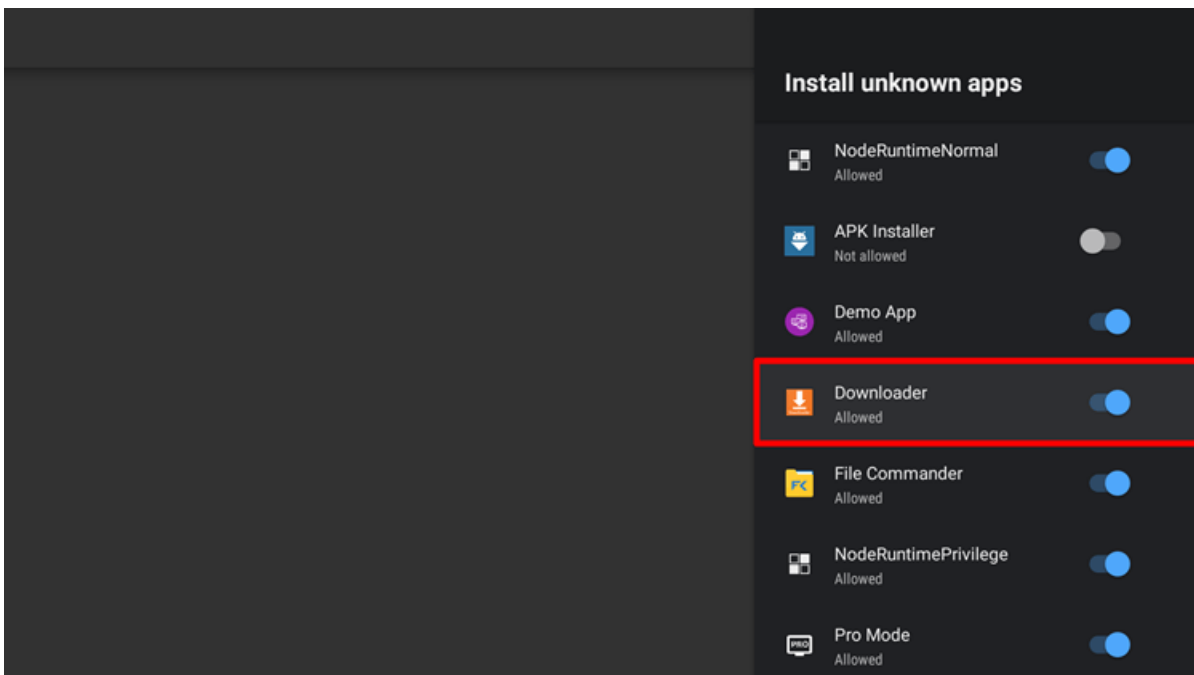 Install unknown apps
NodeRuntimeNormal
Allowed
APK Installer
Not allowed
Demo App
Allowed
Downloader
Allowed
File Commander
Allowed
NodeRuntimePrivilege
Allowed
PRO
Pro Mode
Allowed